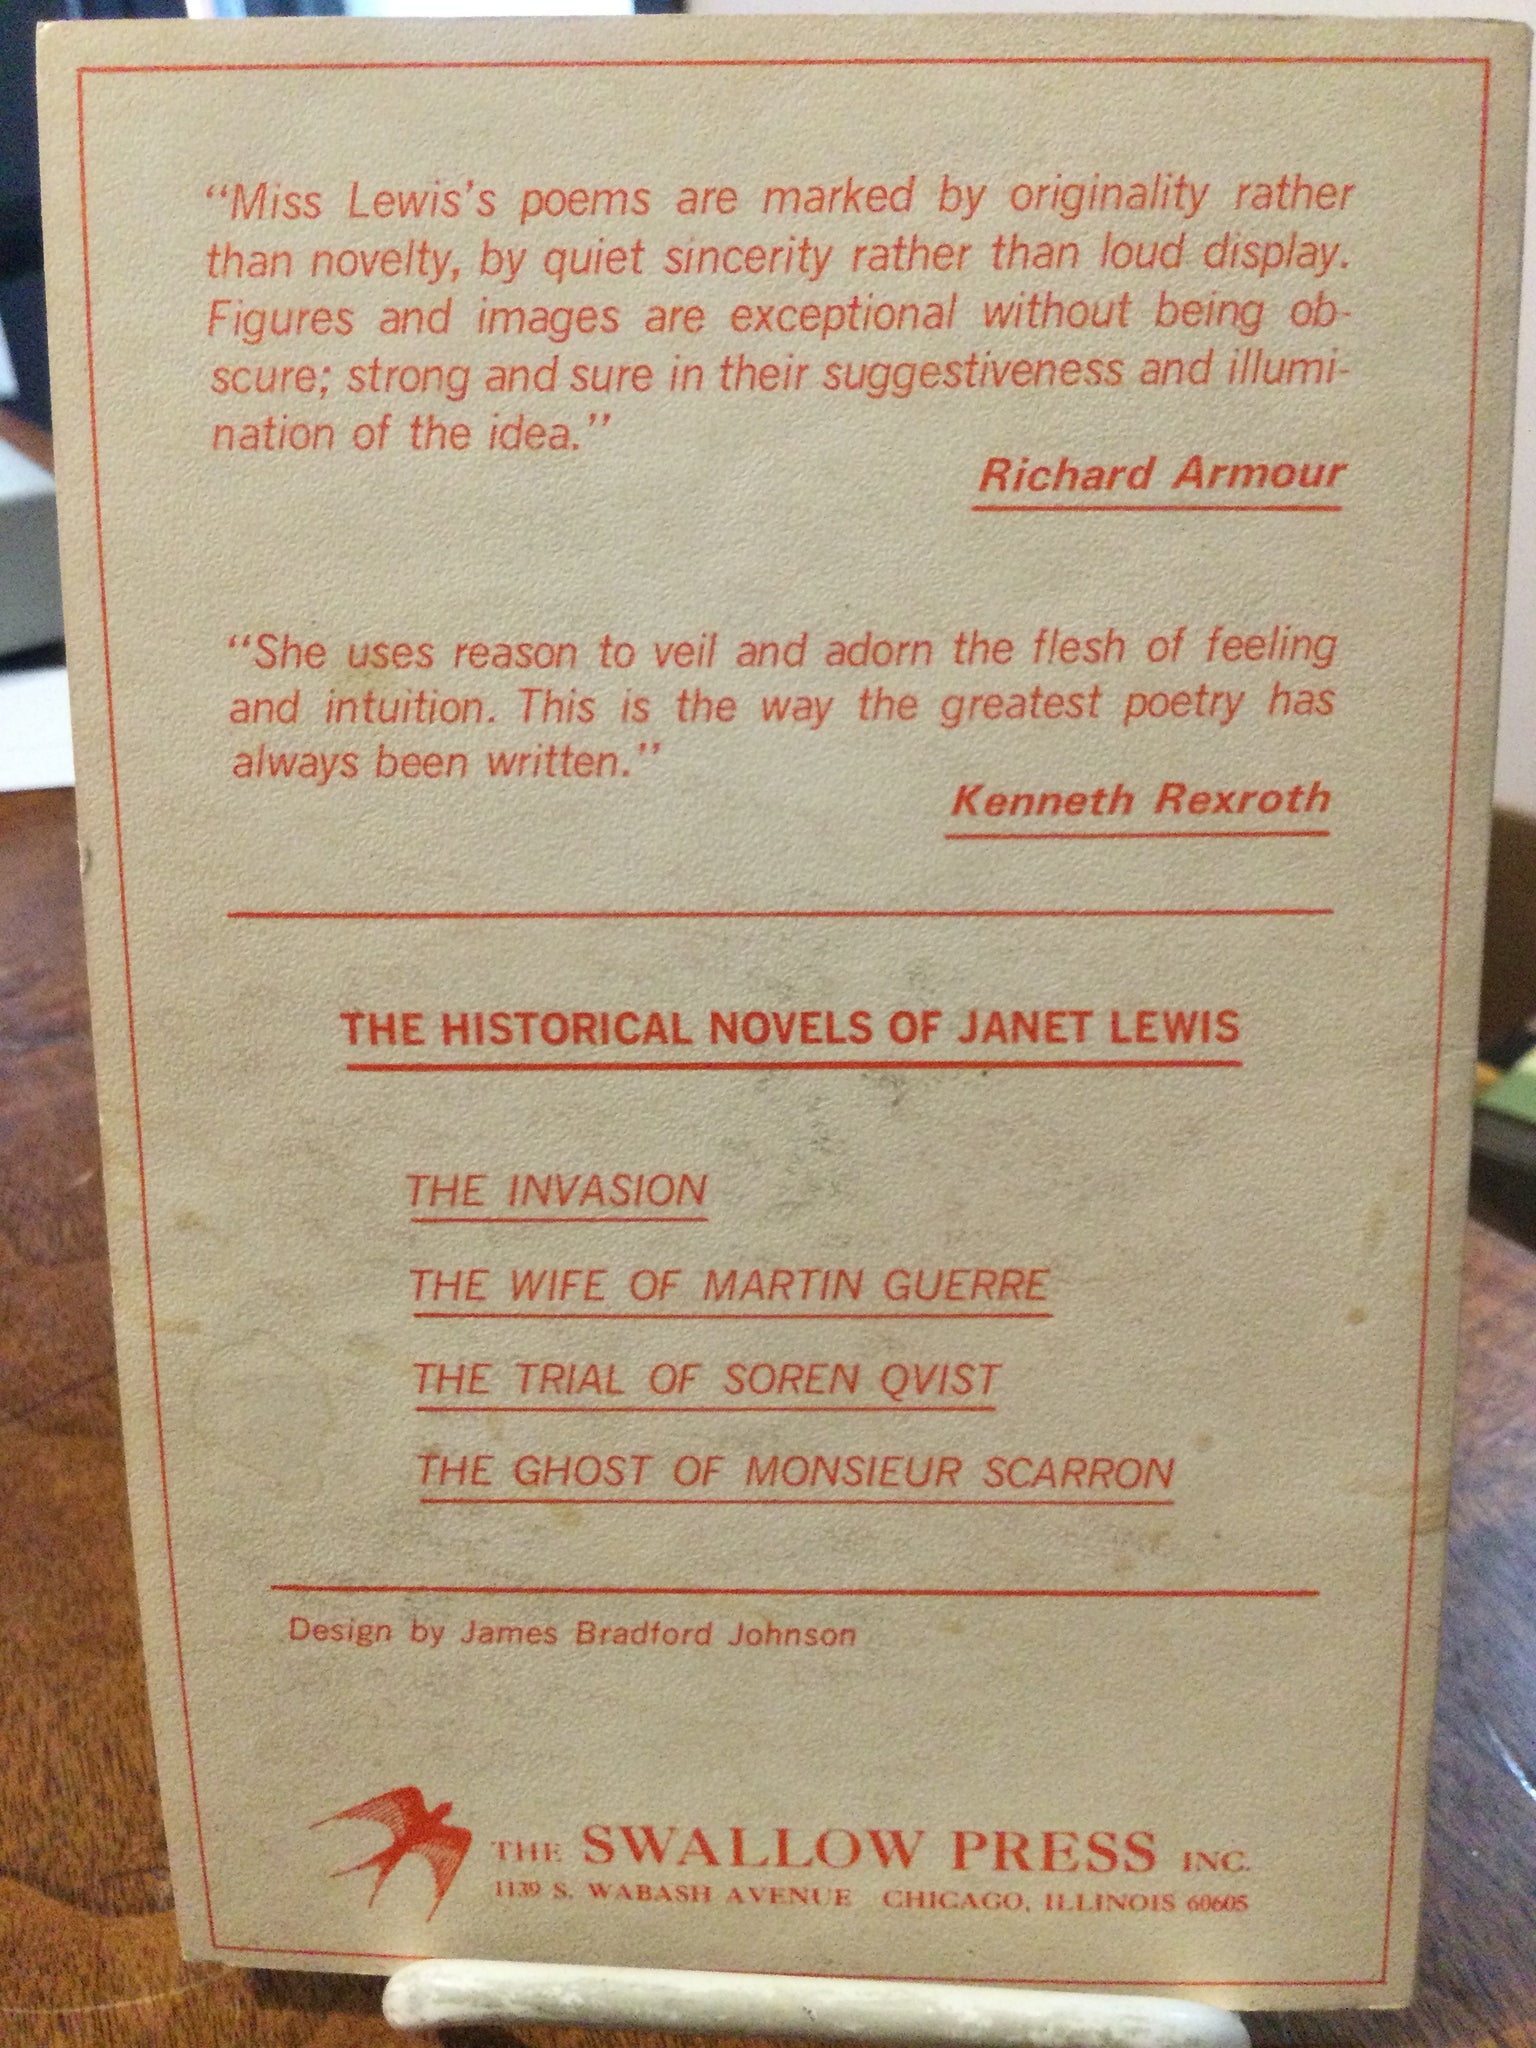 “Miss Lewis’s poems are marked by originality rather
than novelty, by quiet sincerity rather than loud display.
Figures and images are exceptional without being ob-
scure; strong and sure in their suggestiveness and illumi-
nation of the idea.”
Richard Armour
“She uses reason to veil and adorn the flesh of feeling
and intuition. This is the way the greatest poetry has
always been written.”
Kenneth Rexroth
THE HISTORICAL NOVELS OF JANET LEWIS
THE INVASION
THE WIFE OF MARTIN GUERRE
THE TRIAL OF SOREN QVIST
THE GHOST OF MONSIEUR SCARRON
Design by James Bradford Johnson
THE SWALLOW PRESS INC.
1139 S. WABASH AVENUE CHICAGO, ILLINOIS 60605